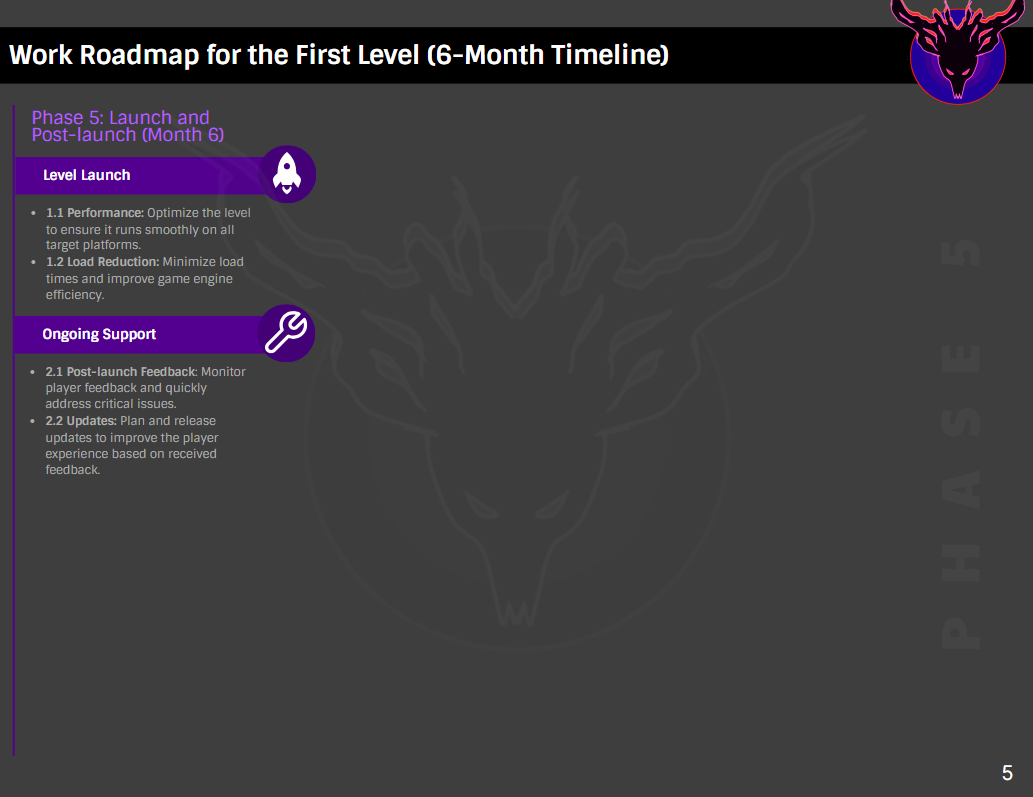 Work Roadmap for the First Level (6-Month Timeline)
Phase 5: Launch and
Post-launch (Month 6)
Level Launch
• 1.1 Performance: Optimize the level
to ensure it runs smoothly on all
target platforms.
• 1.2 Load Reduction: Minimize load
times and improve game engine
efficiency.
Ongoing Support
• 2.1 Post-launch Feedback: Monitor
player feedback and quickly
address critical issues.
• 2.2 Updates: Plan and release
updates to improve the player
experience based on received
feedback.
PHASE 5
5